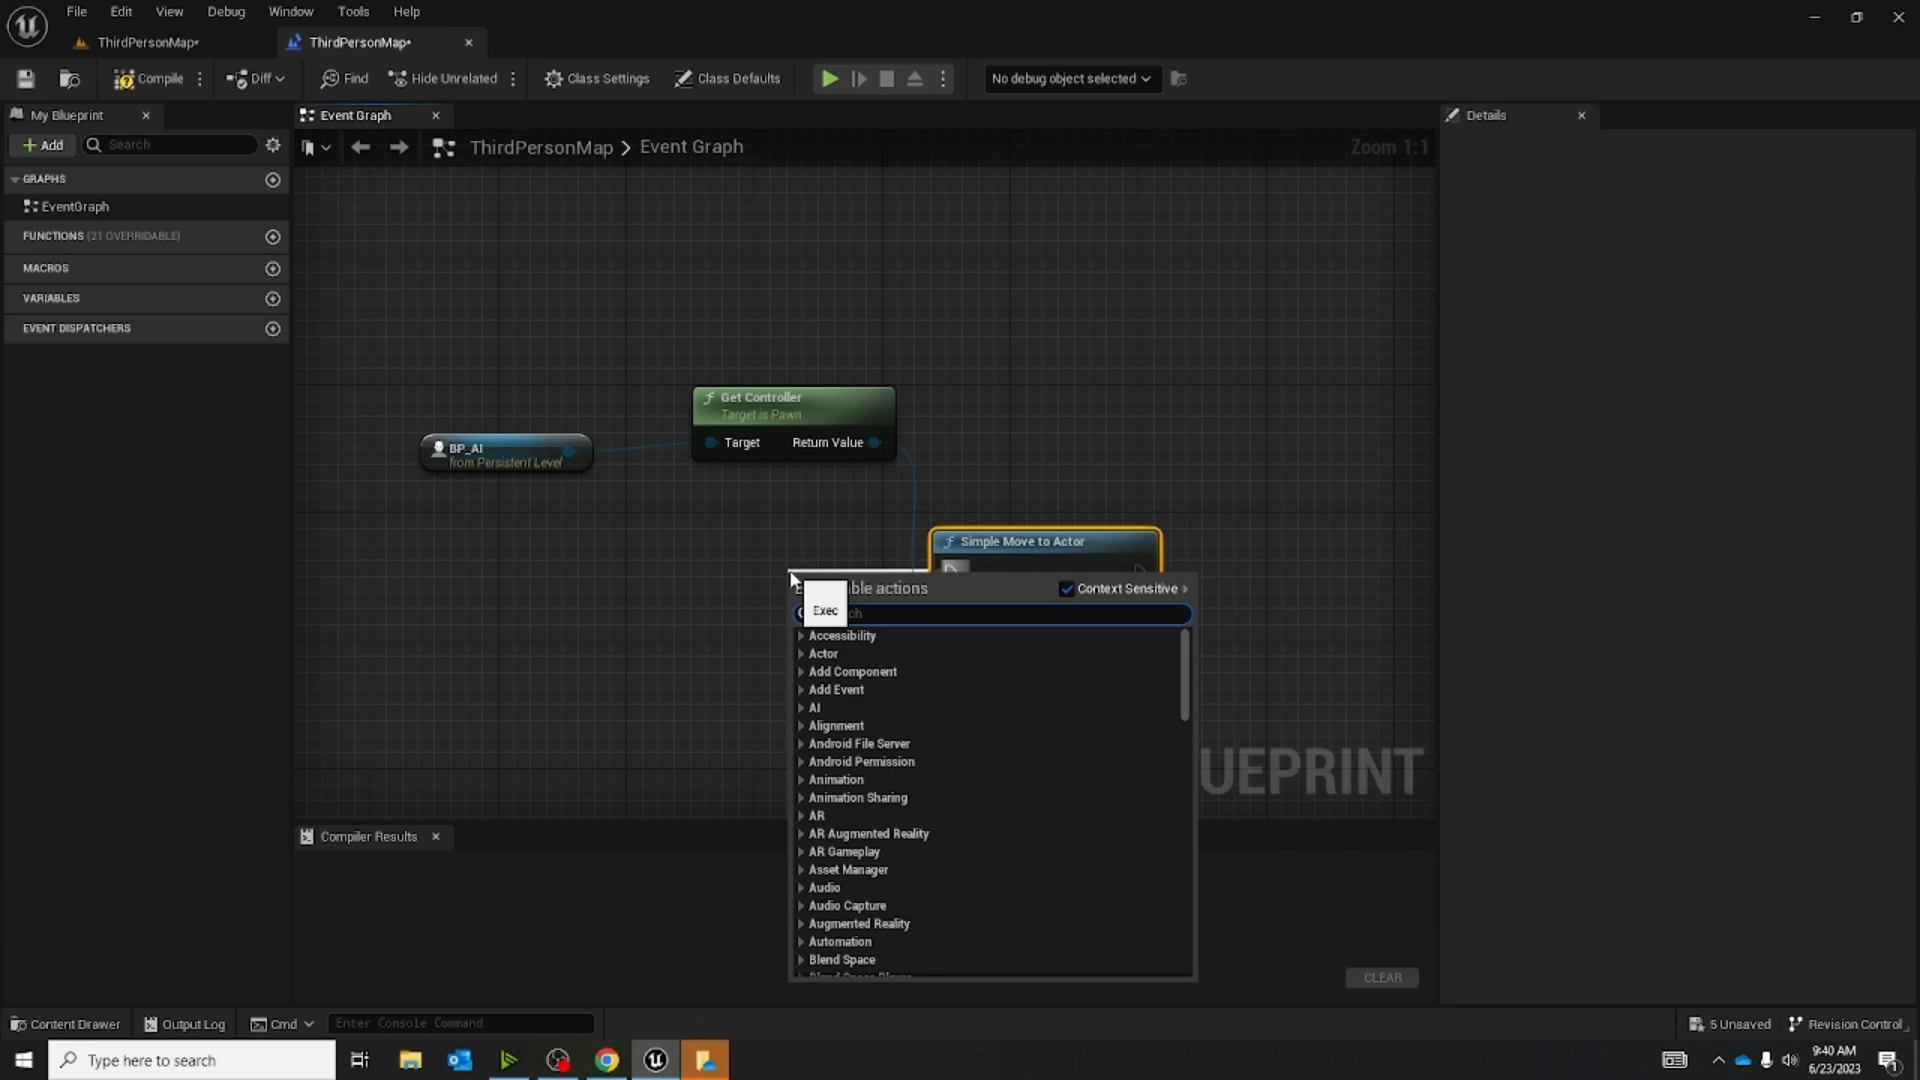 File Edit View Debug Window Tools Help
ThirdPersonMap* ThirdPersonMap*
Compile Diff Find Hide Unrelated Class Settings Class Defaults No debug object selected
My Blueprint Event Graph Details
Add Search ThirdPersonMap Event Graph Zoom 1:1
GRAPHS
EventGraph
FUNCTIONS (21 OVERRIDABLE)
MACROS
VARIABLES
EVENT DISPATCHERS
Get Controller
Target is Pawn
Target Return Value
BP_AI
from Persistent Level
Simple Move to Actor
actions Context Sensitive
Exec
Accessibility
Actor
Add Component
Add Event
AI
Alignment
Android File Server
Android Permission
Animation
Animation Sharing
AR
AR Augmented Reality
AR Gameplay
Asset Manager
Audio
Audio Capture
Augmented Reality
Automation
Blend Space
UEPRINT
Compiler Results
CLEAR
Content Drawer Output Log Cmd Enter Console Command 5 Unsaved Revision Control
Type here to search
9:40 AM
6/23/2023
1